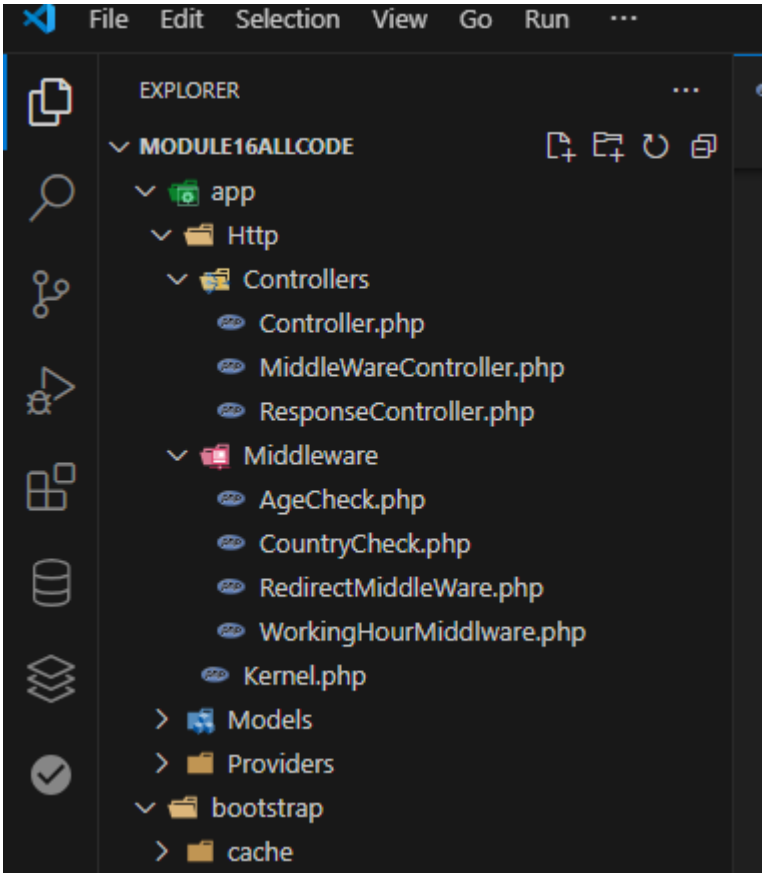 File Edit Selection View Go Run ...
EXPLORER ...
MODULE16ALLCODE
app
Http
Controllers
Controller.php
MiddleWareController.php
ResponseController.php
Middleware
AgeCheck.php
CountryCheck.php
RedirectMiddleWare.php
WorkingHourMiddlware.php
Kernel.php
Models
Providers
bootstrap
cache